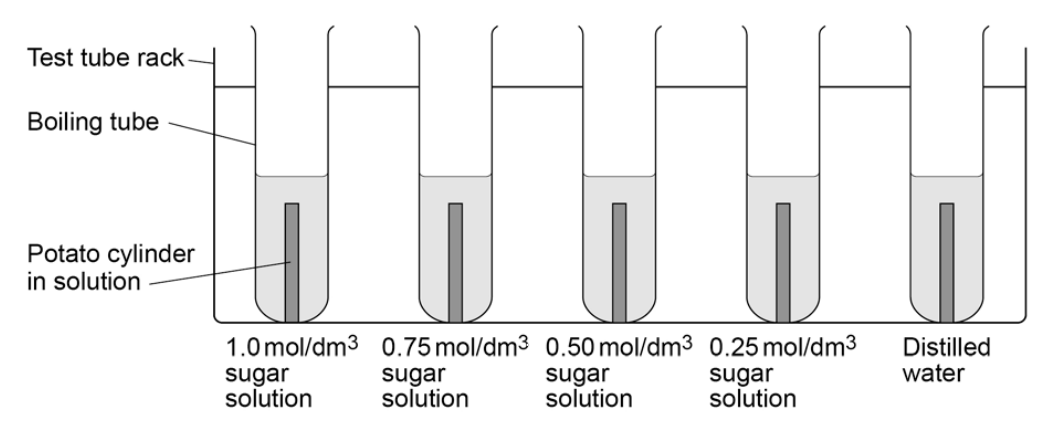 Test tube rack
Boiling tube
Potato cylinder
in solution
1.0 mol/dm³
sugar
solution
0.75 mol/dm³
sugar
solution
0.50 mol/dm³
sugar
solution
0.25 mol/dm³
sugar
solution
Distilled
water